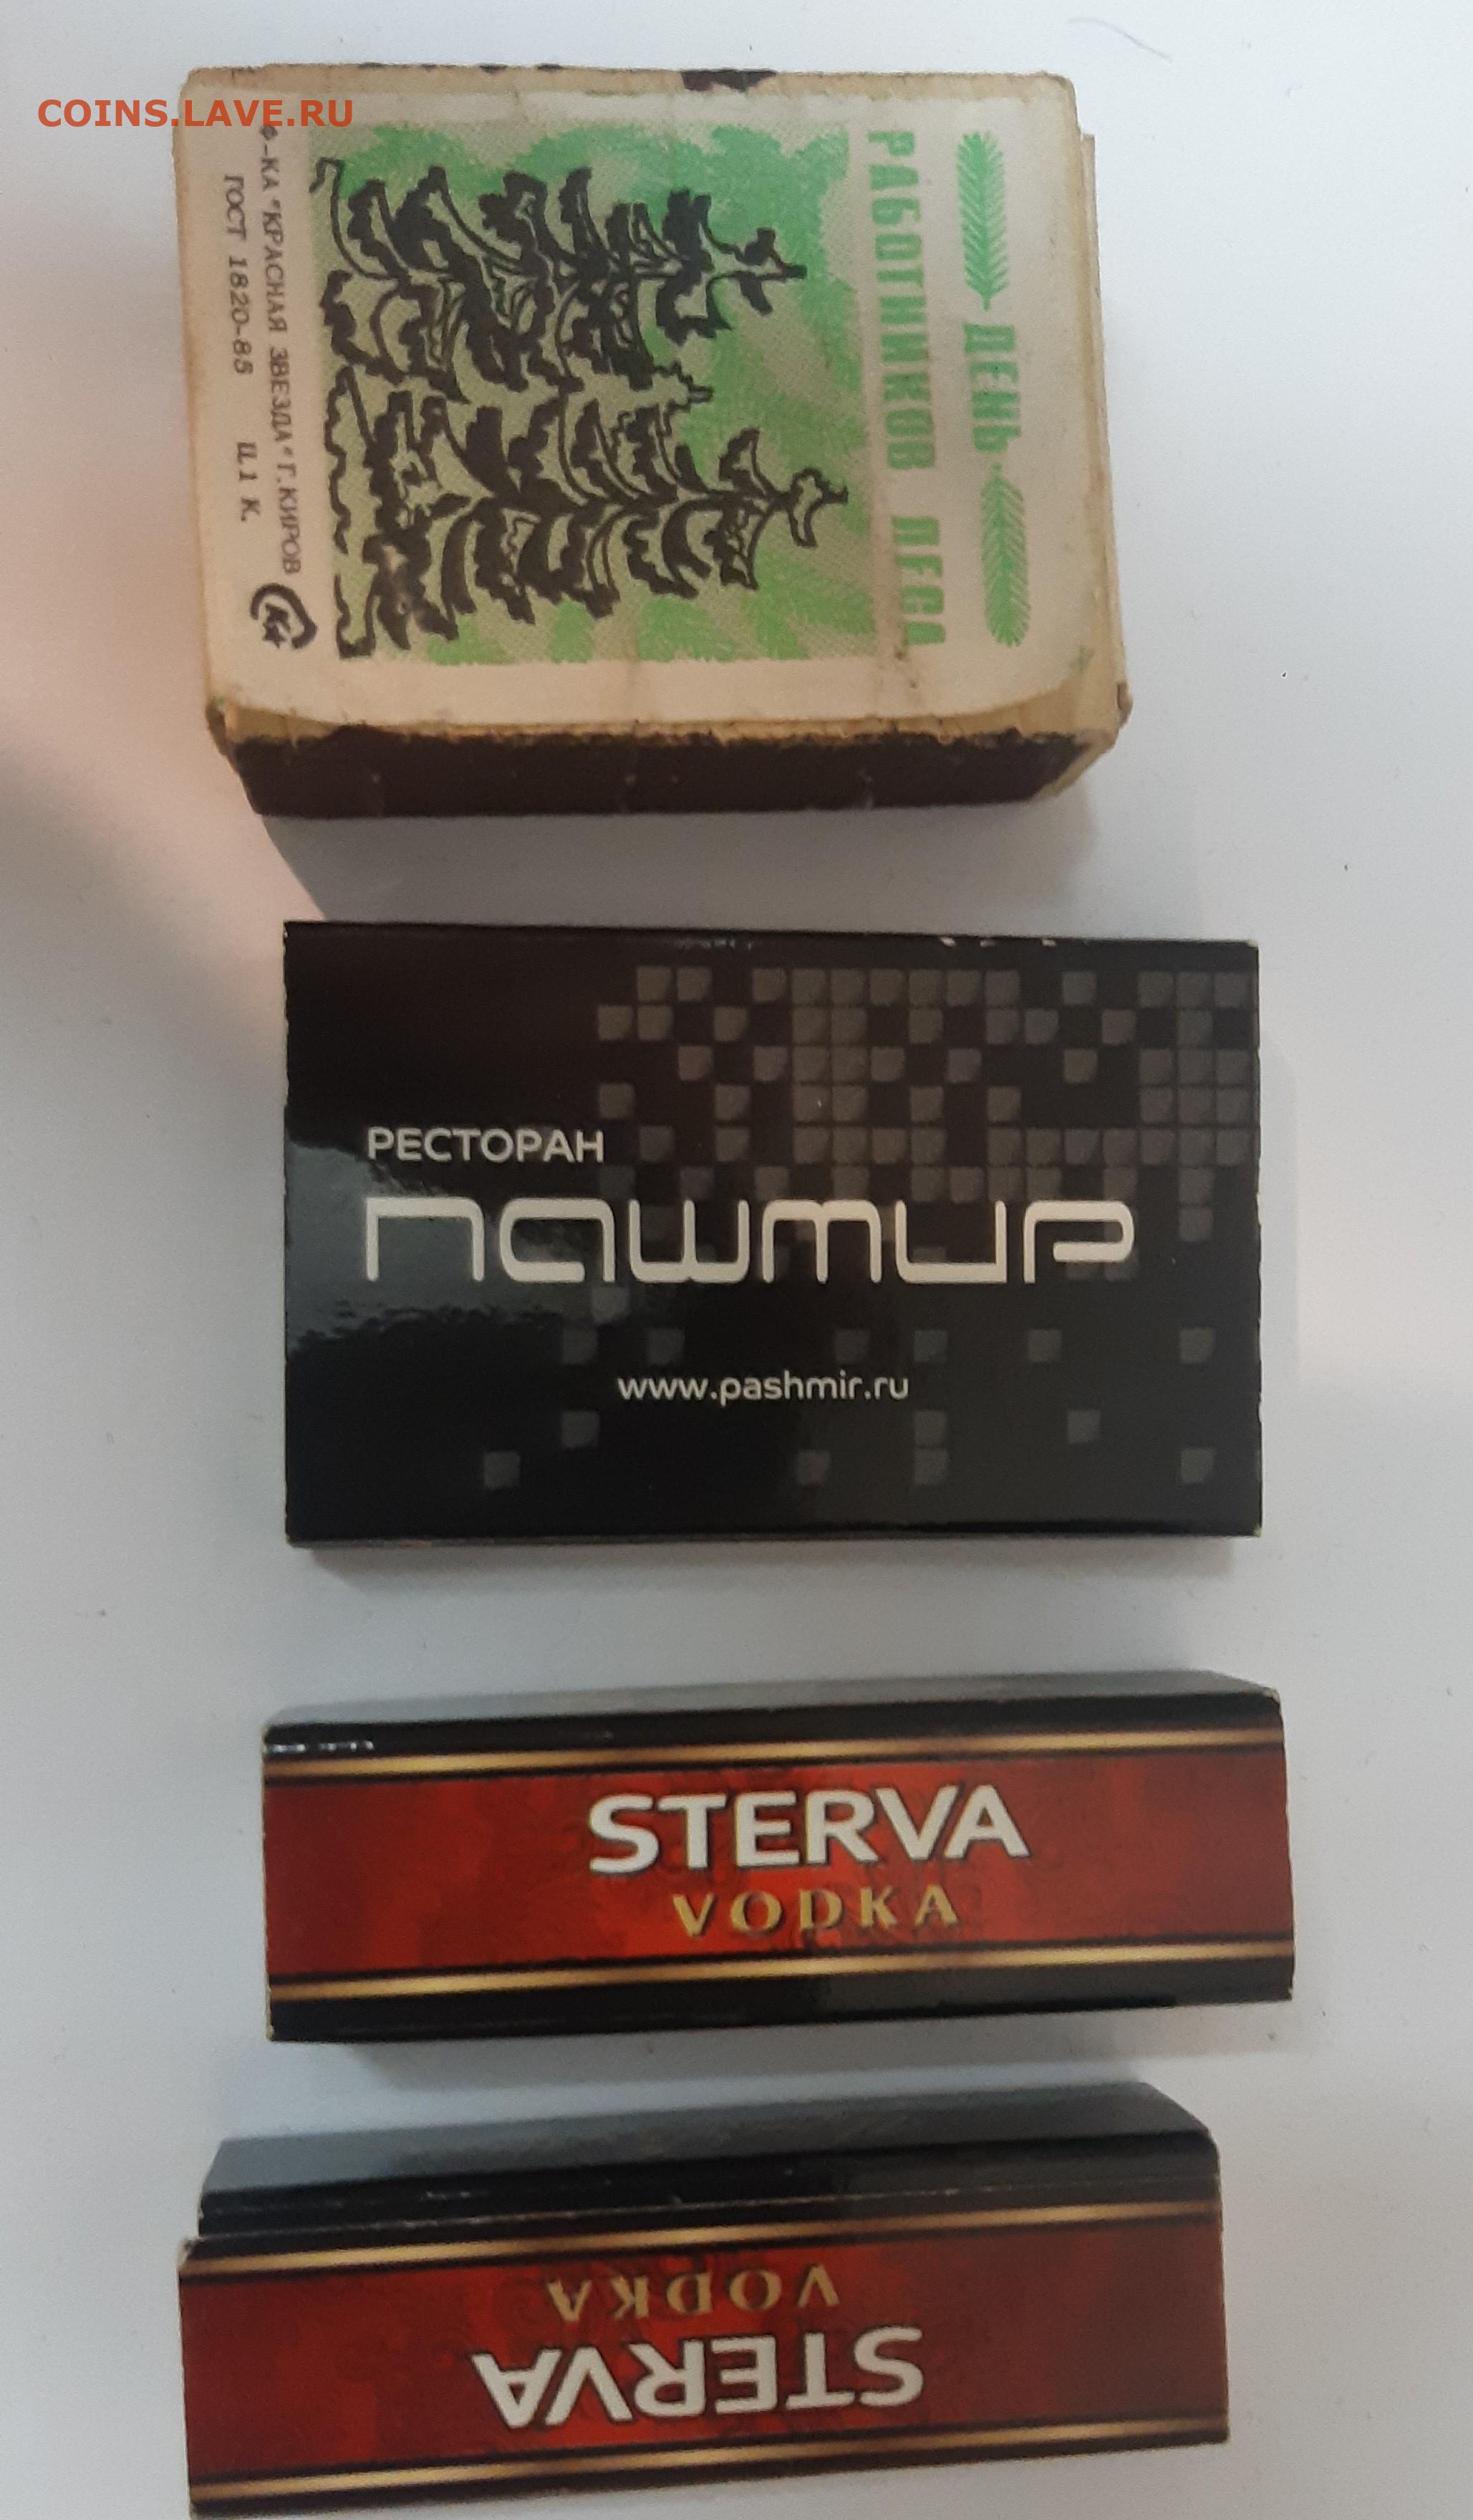 COINS.LAVE.RU
ДЕНЬ
РАБОТНИКОВ ЛЕСА
Ф-КА "КРАСНАЯ ЗВЕЗДА" Г.КИРОВ
ГОСТ 1820-85 Ц.1 К.
РЕСТОРАН
пашмир
www.pashmir.ru
STERVA
VODKA
STERVA
VODKA